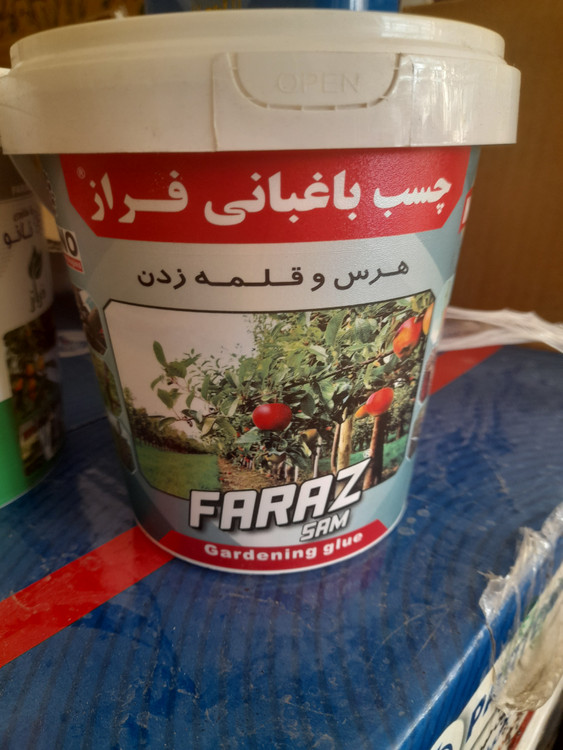 OPEN
چسب باغبانی فراز®
هرس و قلمه زدن
FARAZ
SAM
Gardening glue